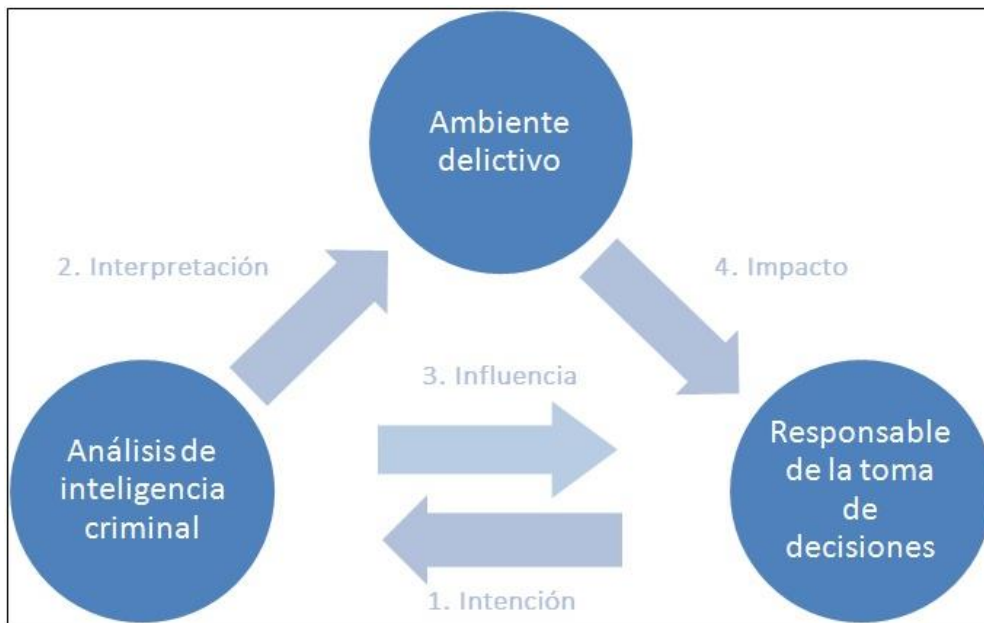 Ambiente
delictivo
2. Interpretación
4. Impacto
3. Influencia
Análisis de
inteligencia
criminal
Responsable
de la toma
de
decisiones
1. Intención